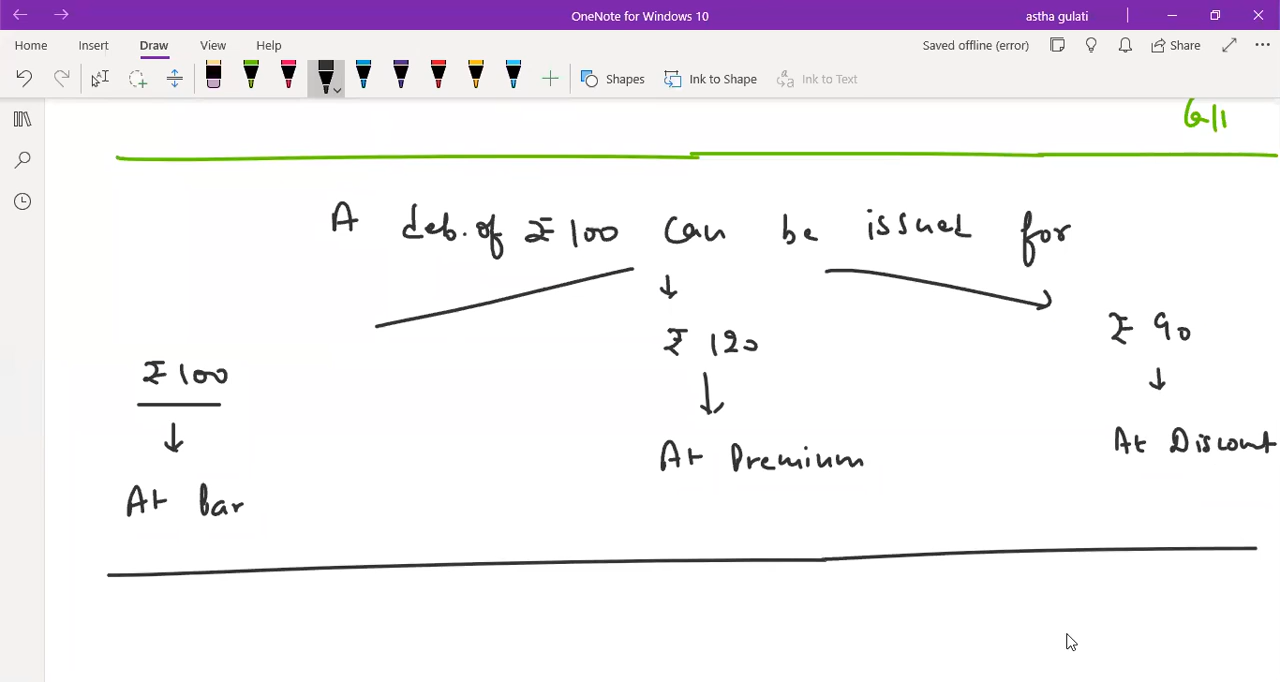 OneNote for Windows 10
astha gulati
Home Insert Draw View Help
Saved offline (error) Share
Shapes Ink to Shape Ink to Text
A deb. of ₹100 can be issued for
₹ 90
₹ 120
₹100
At Discount
At Premium
At bar